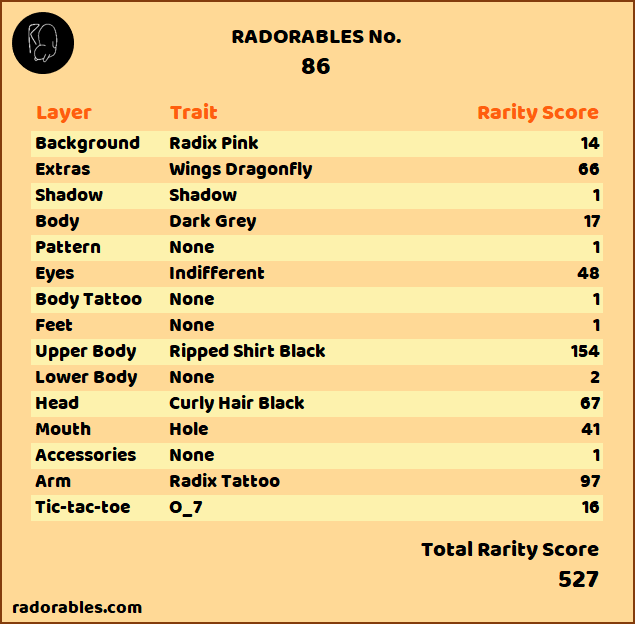 RADORABLES No.
86
Layer Trait Rarity Score
Background Radix Pink 14
Extras Wings Dragonfly 66
Shadow Shadow 1
Body Dark Grey 17
Pattern None 1
Eyes Indifferent 48
Body Tattoo None 1
Feet None 1
Upper Body Ripped Shirt Black 154
Lower Body None 2
Head Curly Hair Black 67
Mouth Hole 41
Accessories None 1
Arm Radix Tattoo 97
Tic-tac-toe O_7 16
Total Rarity Score
527
radorables.com